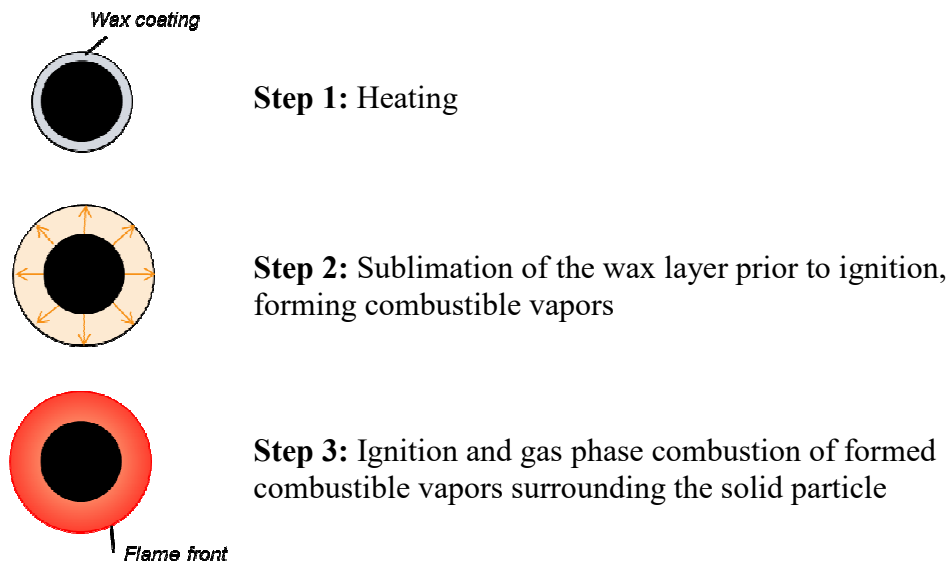 Wax coating
Step 1: Heating
Step 2: Sublimation of the wax layer prior to ignition,
forming combustible vapors
Step 3: Ignition and gas phase combustion of formed
combustible vapors surrounding the solid particle
Flame front